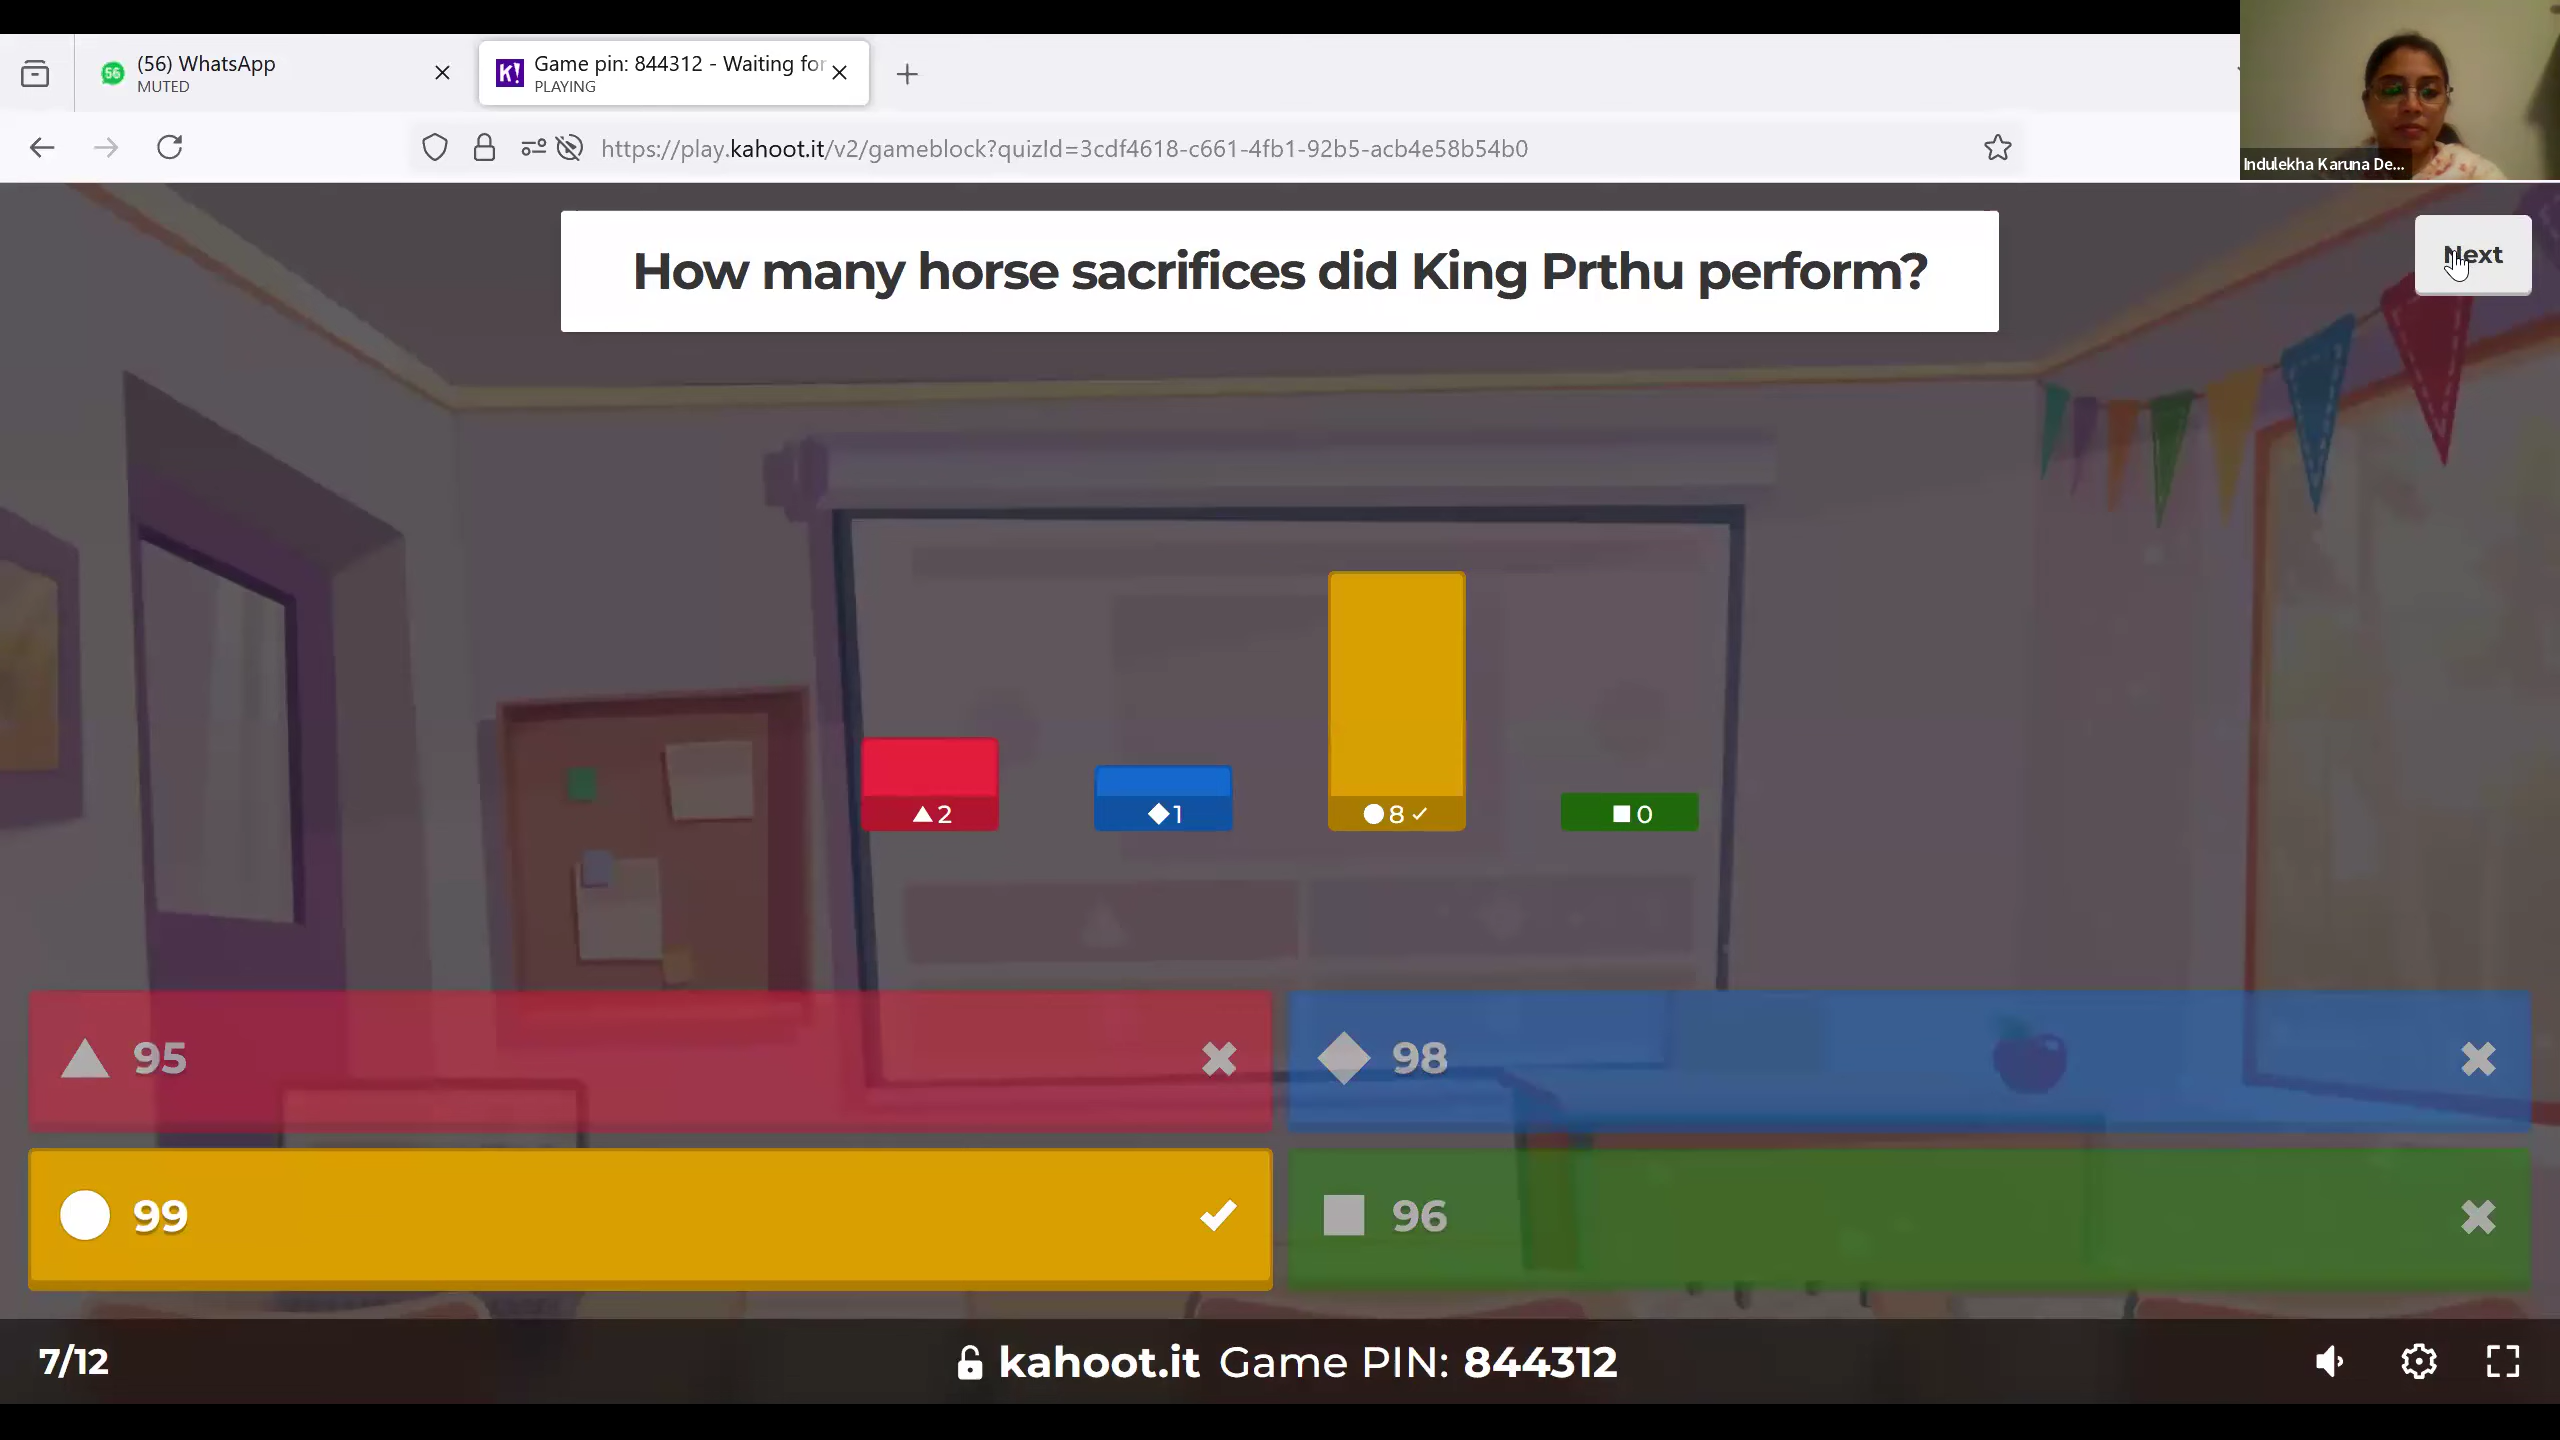 (56) WhatsApp
MUTED
56
Game pin: 844312 - Waiting for
PLAYING
K!
https://play.kahoot.it/v2/gameblock?quizId=3cdf4618-c661-4fb1-92b5-acb4e58b54b0
Indulekha Karuna De...
How many horse sacrifices did King Prthu perform?
Next
2
1
8
0
95
98
99
96
7/12
kahoot.it Game PIN: 844312